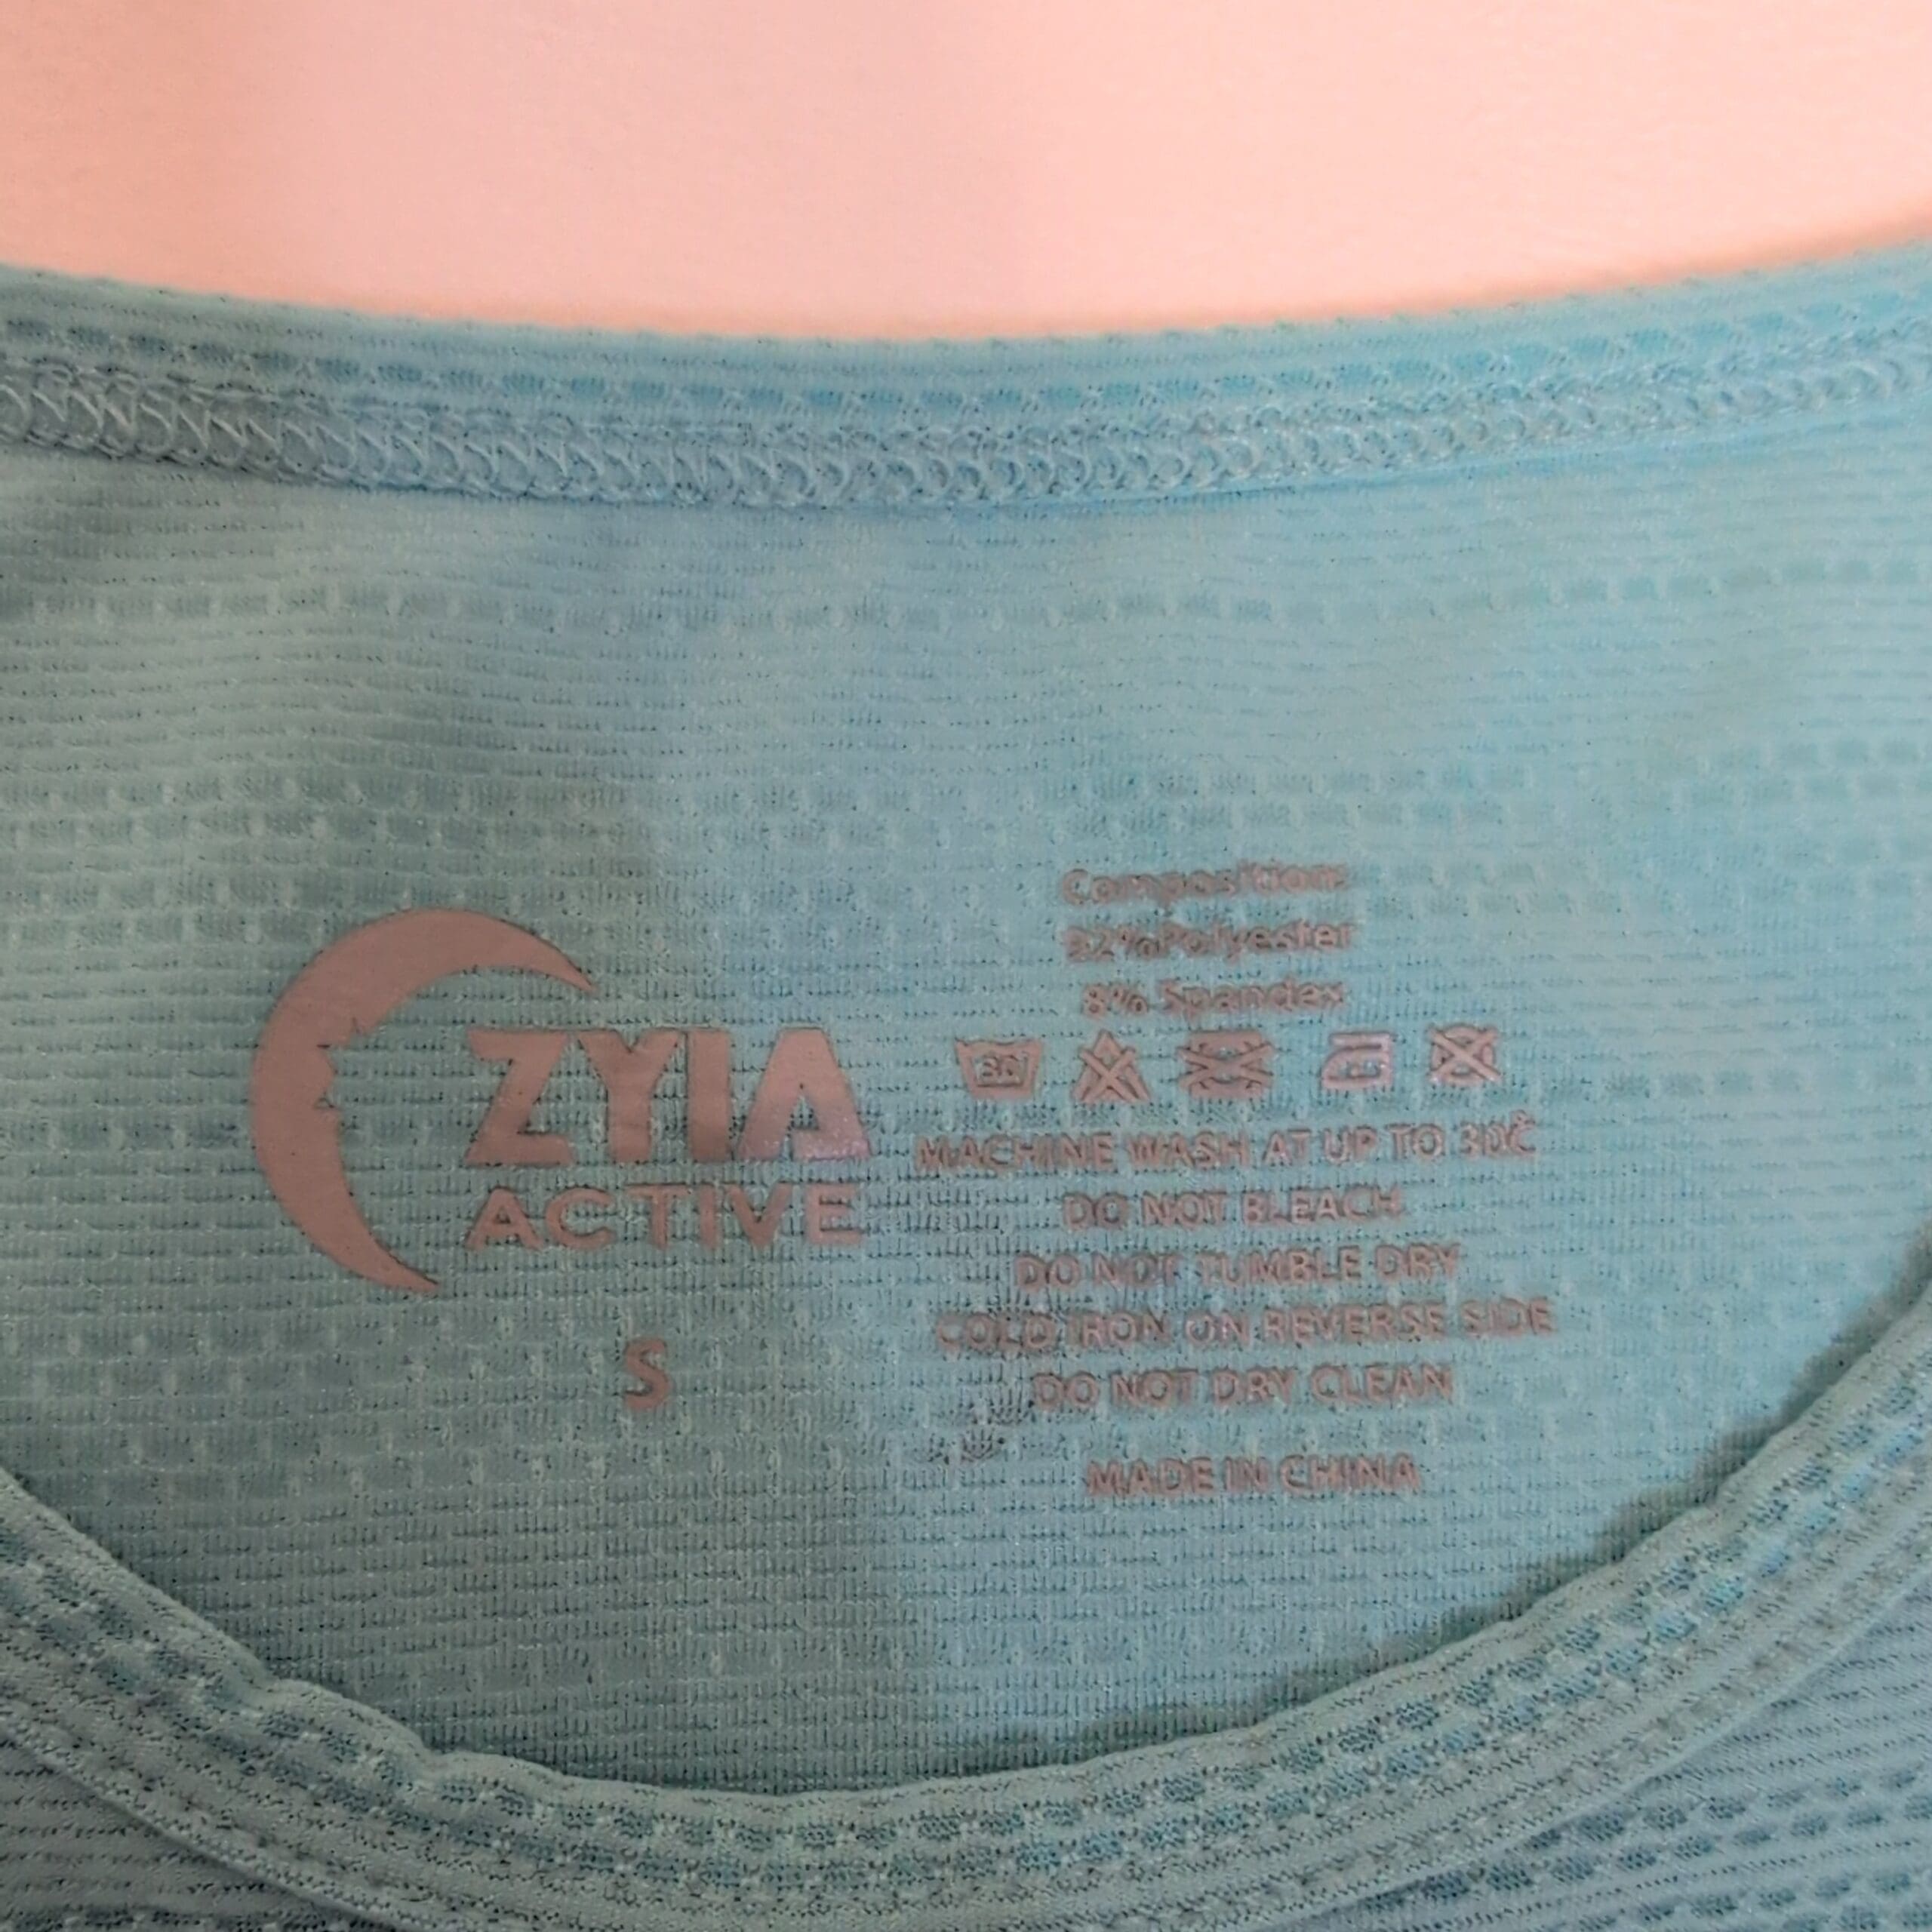 ZYIA
ACTIVE
S
Composition:
92%Polyester
8% Spandex
30
MACHINE WASH AT UP TO 30℃
DO NOT BLEACH
DO NOT TUMBLE DRY
COLD IRON ON REVERSE SIDE
DO NOT DRY CLEAN
MADE IN CHINA